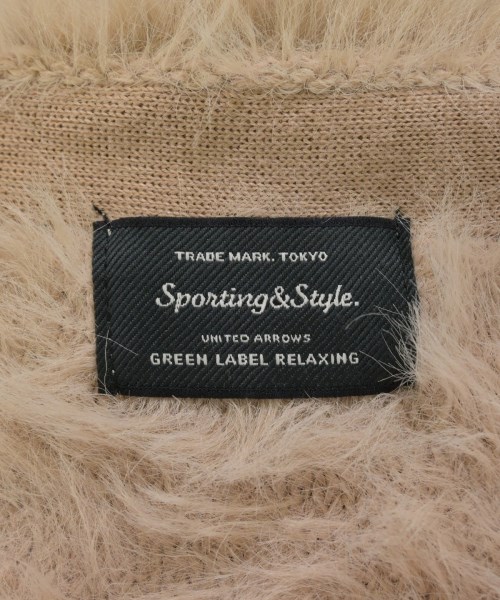 TRADE MARK. TOKYO
Sporting&Style.
UNITED ARROWS
GREEN LABEL RELAXING